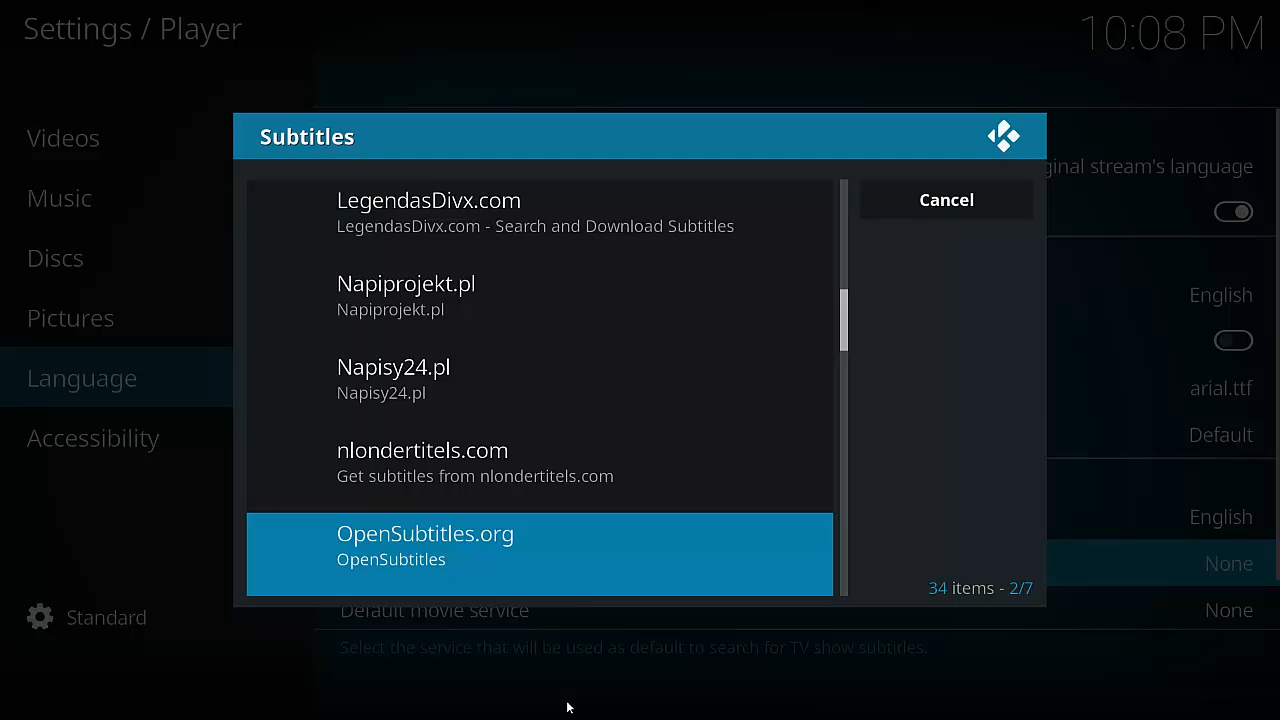 Settings / Player
10:08 PM
Videos
Music
Discs
Pictures
Language
Accessibility
Standard
Subtitles
LegendasDivx.com
LegendasDivx.com - Search and Download Subtitles
Napiprojekt.pl
Napiprojekt.pl
Napisy24.pl
Napisy24.pl
nlondertitels.com
Get subtitles from nlondertitels.com
OpenSubtitles.org
OpenSubtitles
Cancel
34 items - 2/7
ginal stream's language
English
arial.ttf
Default
English
None
Default movie service
None
Select the service that will be used as default to search for TV show subtitles.